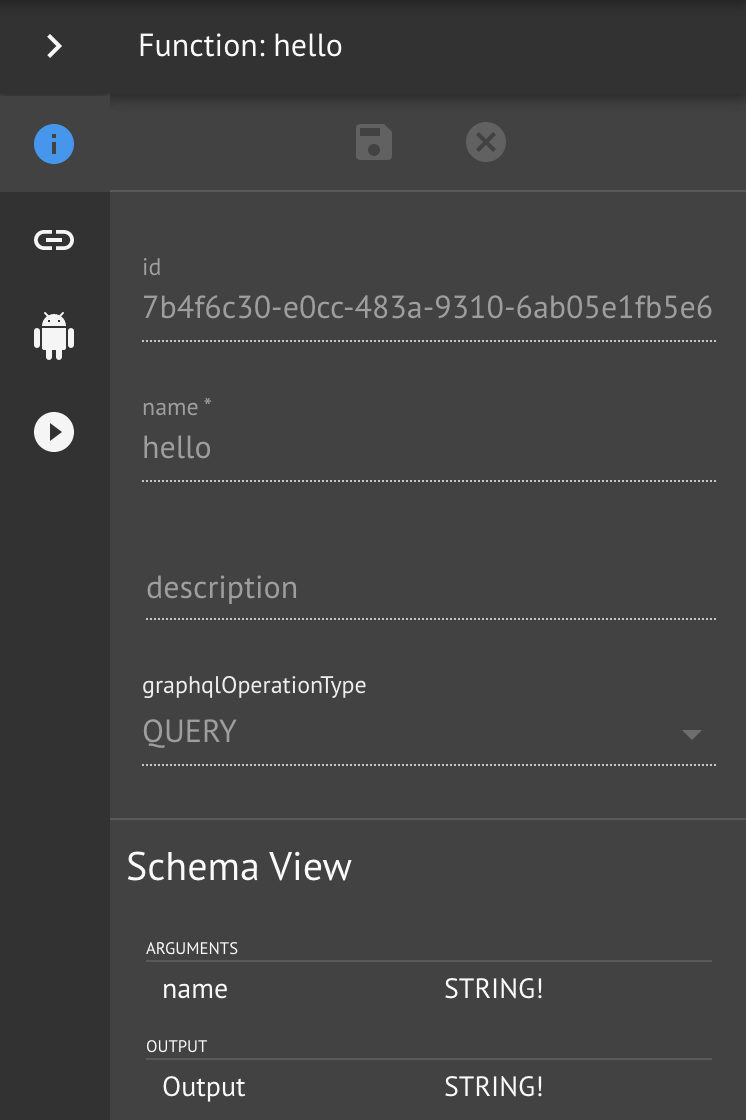 Function: hello
id
7b4f6c30-e0cc-483a-9310-6ab05e1fb5e6
name *
hello
description
graphqlOperationType
QUERY
Schema View
ARGUMENTS
name STRING!
OUTPUT
Output STRING!